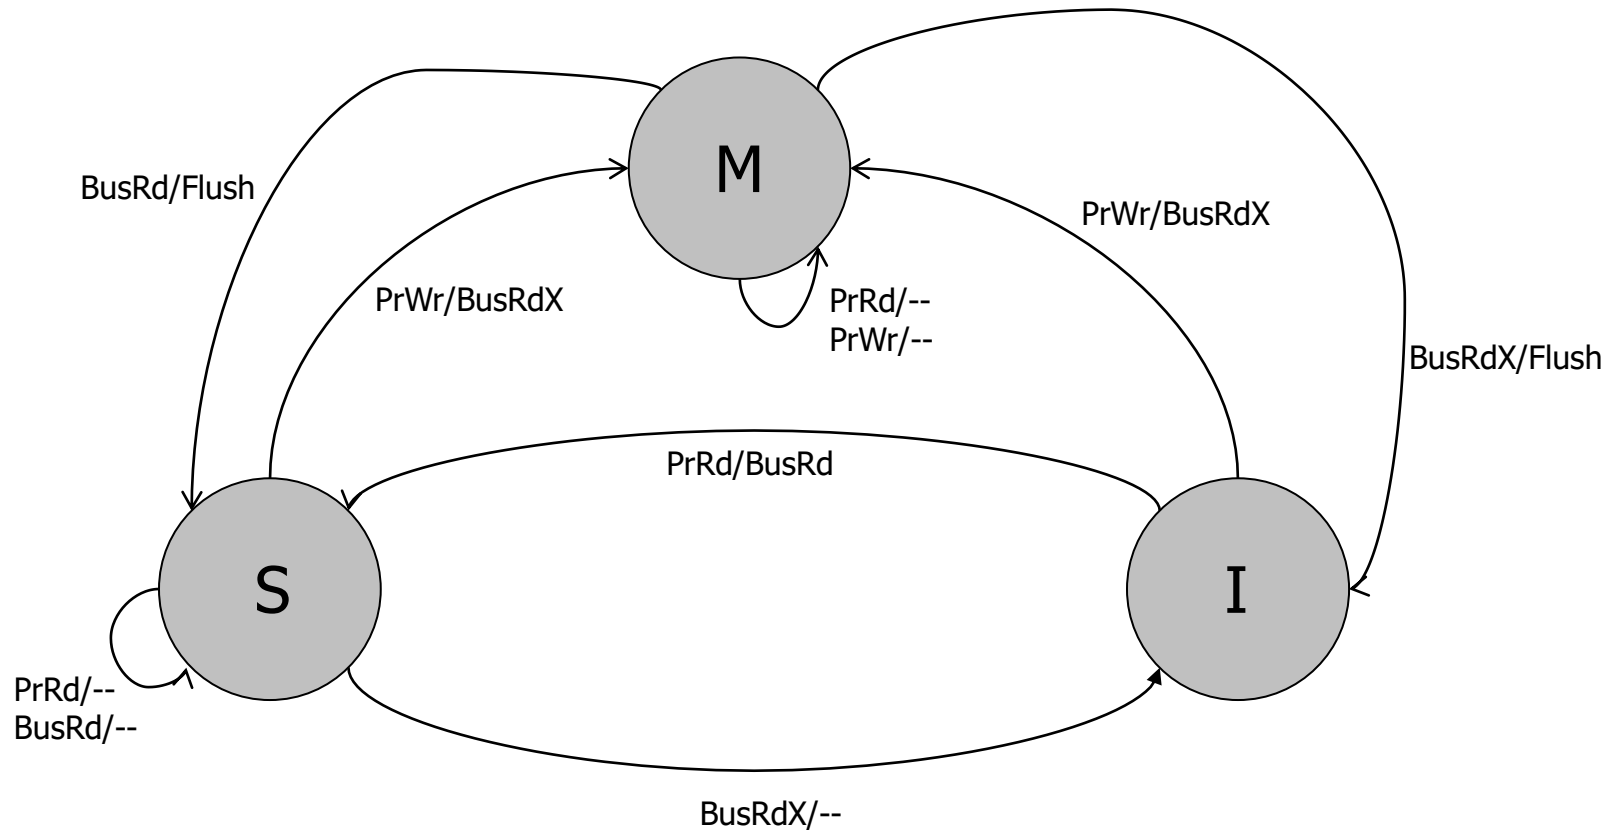 M
BusRd/Flush
PrWr/BusRdX
PrWr/BusRdX
PrRd/--
PrWr/--
BusRdX/Flush
PrRd/BusRd
S
I
PrRd/--
BusRd/--
BusRdX/--